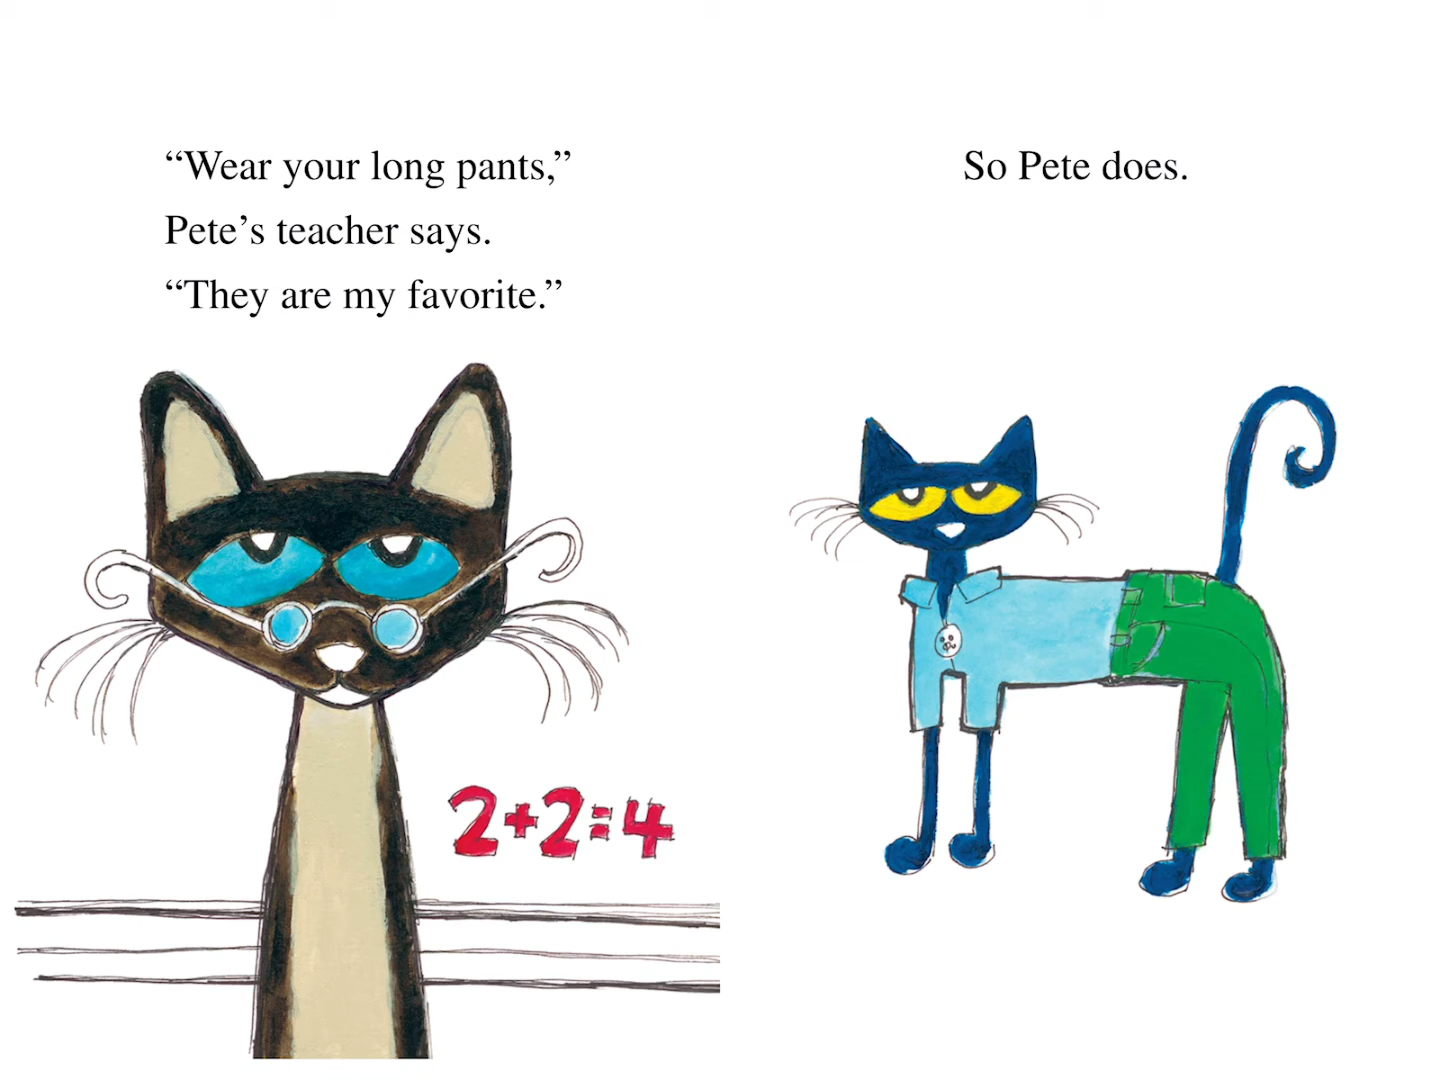 “Wear your long pants,”
Pete’s teacher says.
“They are my favorite.”
2+2=4
So Pete does.